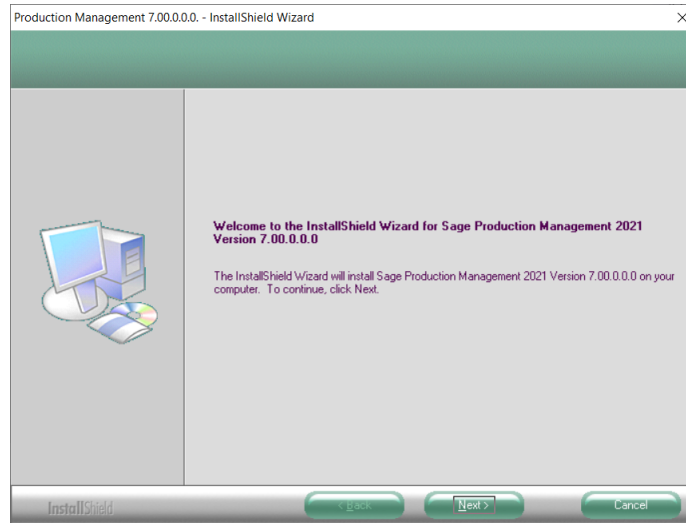 Production Management 7.00.0.0.0. - InstallShield Wizard
Welcome to the InstallShield Wizard for Sage Production Management 2021
Version 7.00.0.0.0
The InstallShield Wizard will install Sage Production Management 2021 Version 7.00.0.0.0 on your
computer. To continue, click Next.
InstallShield
< Back
Next >
Cancel